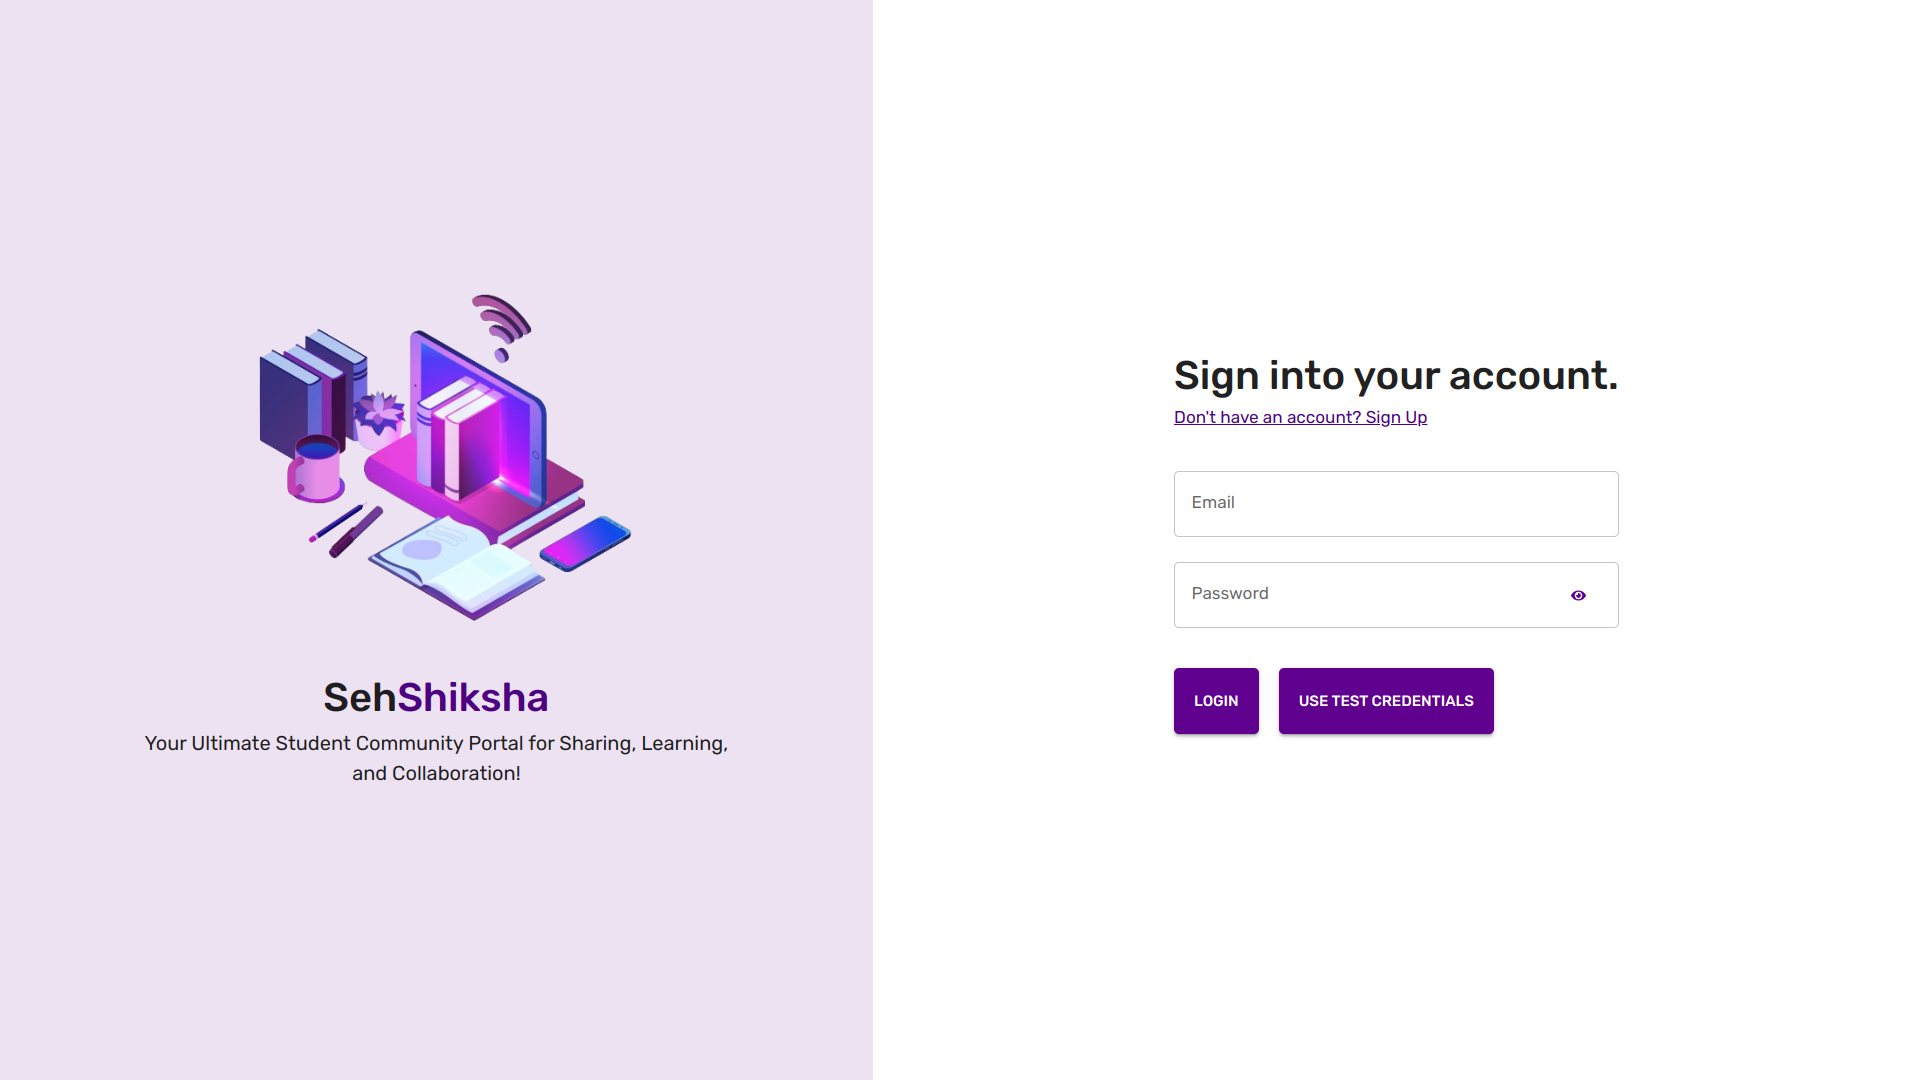 SehShiksha
Your Ultimate Student Community Portal for Sharing, Learning,
and Collaboration!
Sign into your account.
Don't have an account? Sign Up
Email
Password
LOGIN
USE TEST CREDENTIALS